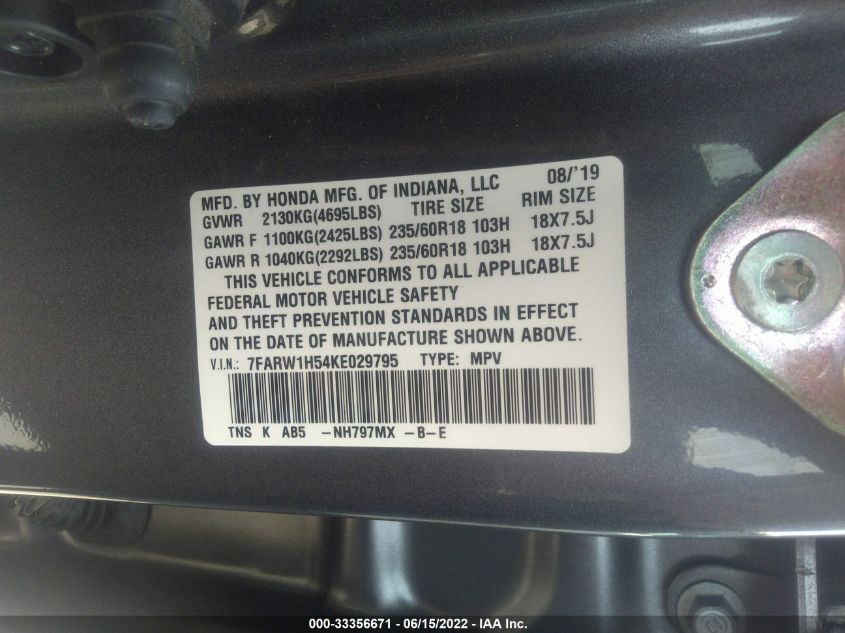 MFD. BY HONDA MFG. OF INDIANA, LLC 08/'19
GVWR 2130KG(4695LBS) TIRE SIZE RIM SIZE
GAWR F 1100KG(2425LBS) 235/60R18 103H 18X7.5J
GAWR R 1040KG(2292LBS) 235/60R18 103H 18X7.5J
THIS VEHICLE CONFORMS TO ALL APPLICABLE
FEDERAL MOTOR VEHICLE SAFETY
AND THEFT PREVENTION STANDARDS IN EFFECT
ON THE DATE OF MANUFACTURE SHOWN ABOVE.
V.I.N.: 7FARW1H54KE029795 TYPE: MPV
TNS K AB5 -NH797MX -B-E
000-33356671 - 06/15/2022 - IAA Inc.